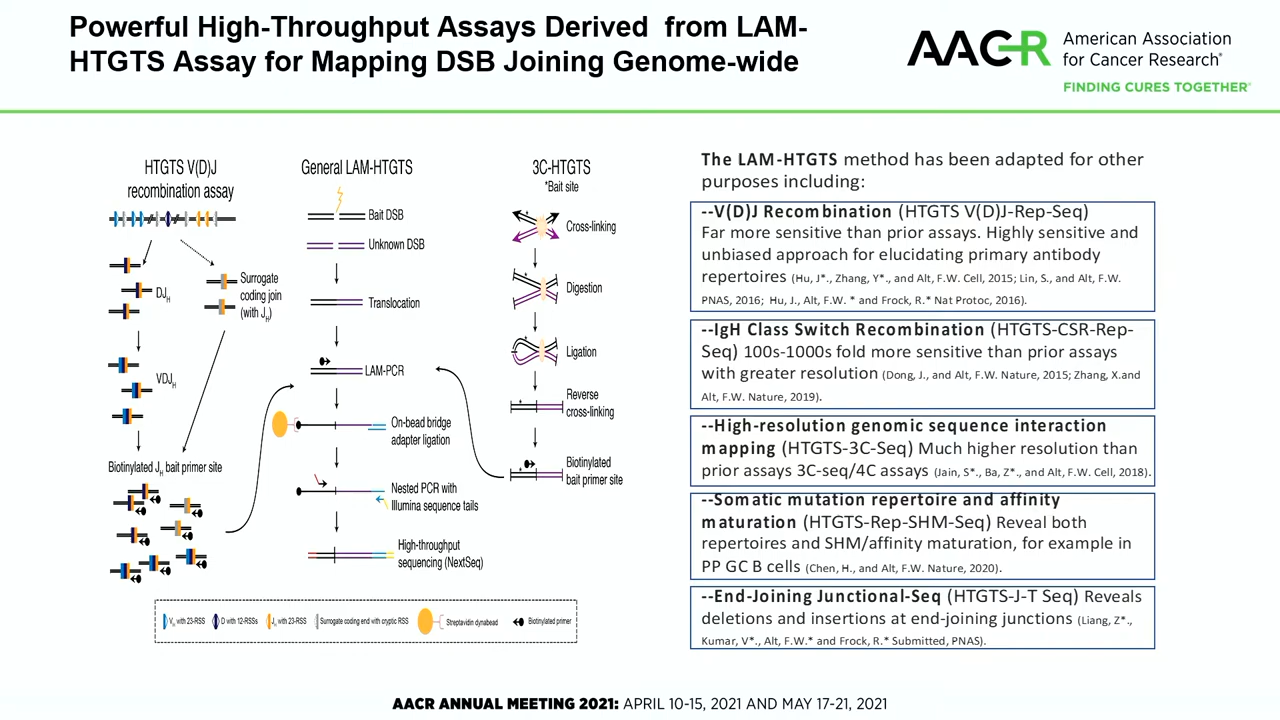 Powerful High-Throughput Assays Derived from LAM-
HTGTS Assay for Mapping DSB Joining Genome-wide
AACR
American Association
for Cancer Research®
FINDING CURES TOGETHER®
HTGTS V(D)J
recombination assay
DJH
Surrogate
coding join
(with JH)
VDJH
Biotinylated JH bait primer site
General LAM-HTGTS
Bait DSB
Unknown DSB
Translocation
LAM-PCR
On-bead bridge
adapter ligation
Nested PCR with
Illumina sequence tails
High-throughput
sequencing (NextSeq)
3C-HTGTS
*Bait site
Cross-linking
Digestion
Ligation
Reverse
cross-linking
Biotinylated
bait primer site
VH with 23-RSS
D with 12-RSSs
JH with 23-RSS
Surrogate coding end with cryptic RSS
Streptavidin dynabead
Biotinylated primer
The LAM-HTGTS method has been adapted for other
purposes including:
--V(D)J Recombination (HTGTS V(D)J-Rep-Seq)
Far more sensitive than prior assays. Highly sensitive and
unbiased approach for elucidating primary antibody
repertoires (Hu, J*., Zhang, Y*., and Alt, F.W. Cell, 2015; Lin, S., and Alt, F.W.
PNAS, 2016; Hu, J., Alt, F.W. * and Frock, R.* Nat Protoc, 2016).
--IgH Class Switch Recombination (HTGTS-CSR-Rep-
Seq) 100s-1000s fold more sensitive than prior assays
with greater resolution (Dong, J., and Alt, F.W. Nature, 2015; Zhang, X.and
Alt, F.W. Nature, 2019).
--High-resolution genomic sequence interaction
mapping (HTGTS-3C-Seq) Much higher resolution than
prior assays 3C-seq/4C assays (Jain, S*., Ba, Z*., and Alt, F.W. Cell, 2018).
--Somatic mutation repertoire and affinity
maturation (HTGTS-Rep-SHM-Seq) Reveal both
repertoires and SHM/affinity maturation, for example in
PP GC B cells (Chen, H., and Alt, F.W. Nature, 2020).
--End-Joining Junctional-Seq (HTGTS-J-T Seq) Reveals
deletions and insertions at end-joining junctions (Liang, Z*.,
Kumar, V*., Alt, F.W.* and Frock, R.* Submitted, PNAS).
AACR ANNUAL MEETING 2021: APRIL 10-15, 2021 AND MAY 17-21, 2021